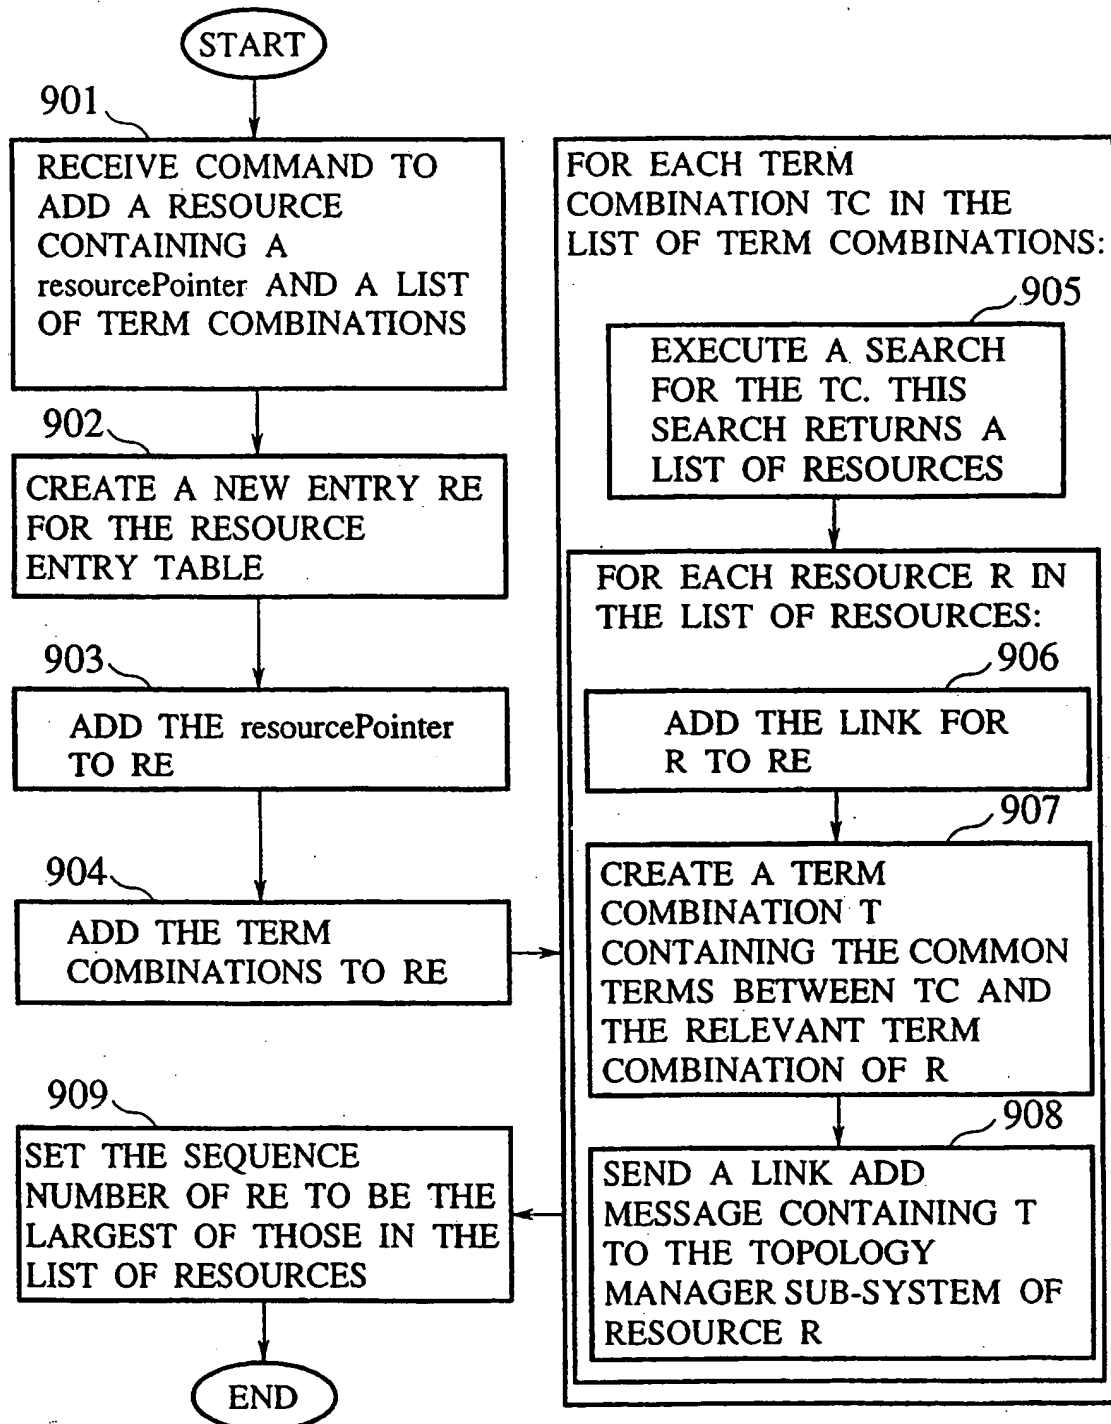 START
901
RECEIVE COMMAND TO
ADD A RESOURCE
CONTAINING A
resourcePointer AND A LIST
OF TERM COMBINATIONS
902
CREATE A NEW ENTRY RE
FOR THE RESOURCE
ENTRY TABLE
903
ADD THE resourcePointer
TO RE
904
ADD THE TERM
COMBINATIONS TO RE
FOR EACH TERM
COMBINATION TC IN THE
LIST OF TERM COMBINATIONS:
905
EXECUTE A SEARCH
FOR THE TC. THIS
SEARCH RETURNS A
LIST OF RESOURCES
FOR EACH RESOURCE R IN
THE LIST OF RESOURCES:
906
ADD THE LINK FOR
R TO RE
907
CREATE A TERM
COMBINATION T
CONTAINING THE COMMON
TERMS BETWEEN TC AND
THE RELEVANT TERM
COMBINATION OF R
908
SEND A LINK ADD
MESSAGE CONTAINING T
TO THE TOPOLOGY
MANAGER SUB-SYSTEM OF
RESOURCE R
909
SET THE SEQUENCE
NUMBER OF RE TO BE THE
LARGEST OF THOSE IN THE
LIST OF RESOURCES
END